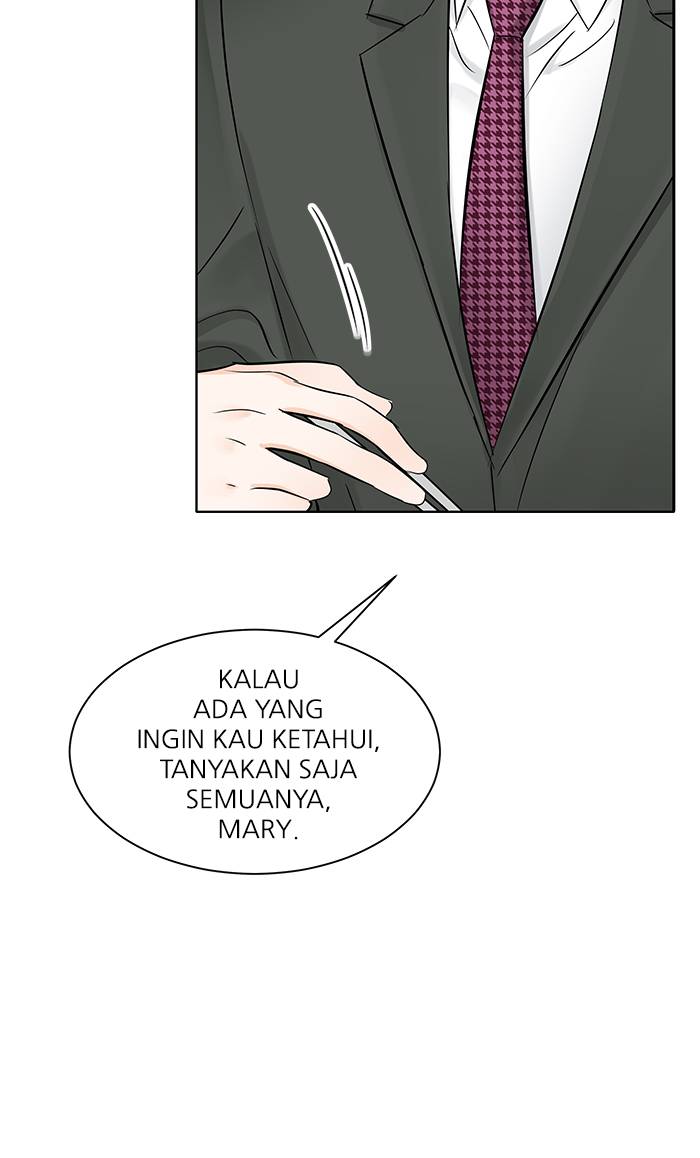 KALAU
ADA YANG
INGIN KAU KETAHUI,
TANYAKAN SAJA
SEMUANYA,
MARY.